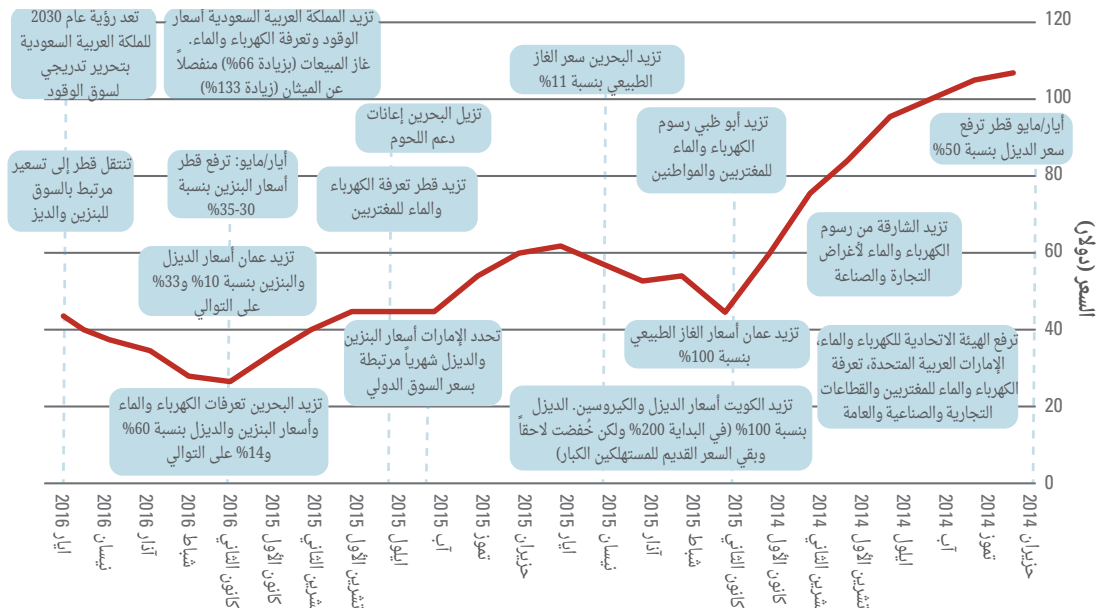 تعد رؤية عام 2030
للملكة العربية السعودية
بتحرير تدريجي
لسوق الوقود
تزيد المملكة العربية السعودية أسعار
الوقود وتعرفة الكهرباء والماء.
غاز المبيعات (بزيادة 66%) منفصلاً
عن الميثان (زيادة 133%)
تزيد البحرين سعر الغاز
الطبيعي بنسبة 11%
تزيل البحرين إعانات
دعم اللحوم
تزيد أبو ظبي رسوم
الكهرباء والماء
للمغتربين والمواطنين
أيار/مايو قطر ترفع
سعر الديزل بنسبة 50%
تنتقل قطر إلى تسعير
مرتبط بالسوق
للبنزين والديز
أيار/مايو: ترفع قطر
أسعار البنزين بنسبة
30-35%
تزيد قطر تعرفة الكهرباء
والماء للمغتربين
تزيد الشارقة من رسوم
الكهرباء والماء لأغراض
التجارة والصناعة
تزيد عمان أسعار الديزل
والبنزين بنسبة 10% و33%
على التوالي
تحدد الإمارات أسعار البنزين
والديزل شهرياً مرتبطة
بسعر السوق الدولي
تزيد عمان أسعار الغاز الطبيعي
بنسبة 100%
ترفع الهيئة الاتحادية للكهرباء والماء،
الإمارات العربية المتحدة، تعرفة
الكهرباء والماء للمغتربين والقطاعات
التجارية والصناعية والعامة
تزيد البحرين تعرفات الكهرباء والماء
وأسعار البنزين والديزل بنسبة 60%
و14% على التوالي
تزيد الكويت أسعار الديزل والكيروسين. الديزل
بنسبة 100% (في البداية 200% ولكن خُفضت لاحقاً
وبقي السعر القديم للمستهلكين الكبار)
120
100
80
60
40
20
0
السعر (دولار)
حزيران 2014
تموز 2014
آب 2014
ايلول 2014
تشرين الأول 2014
تشرين الثاني 2014
كانون الأول 2014
كانون الثاني 2015
شباط 2015
آذار 2015
نيسان 2015
ايار 2015
حزيران 2015
تموز 2015
آب 2015
ايلول 2015
تشرين الأول 2015
تشرين الثاني 2015
كانون الأول 2015
كانون الثاني 2016
شباط 2016
آذار 2016
نيسان 2016
ايار 2016